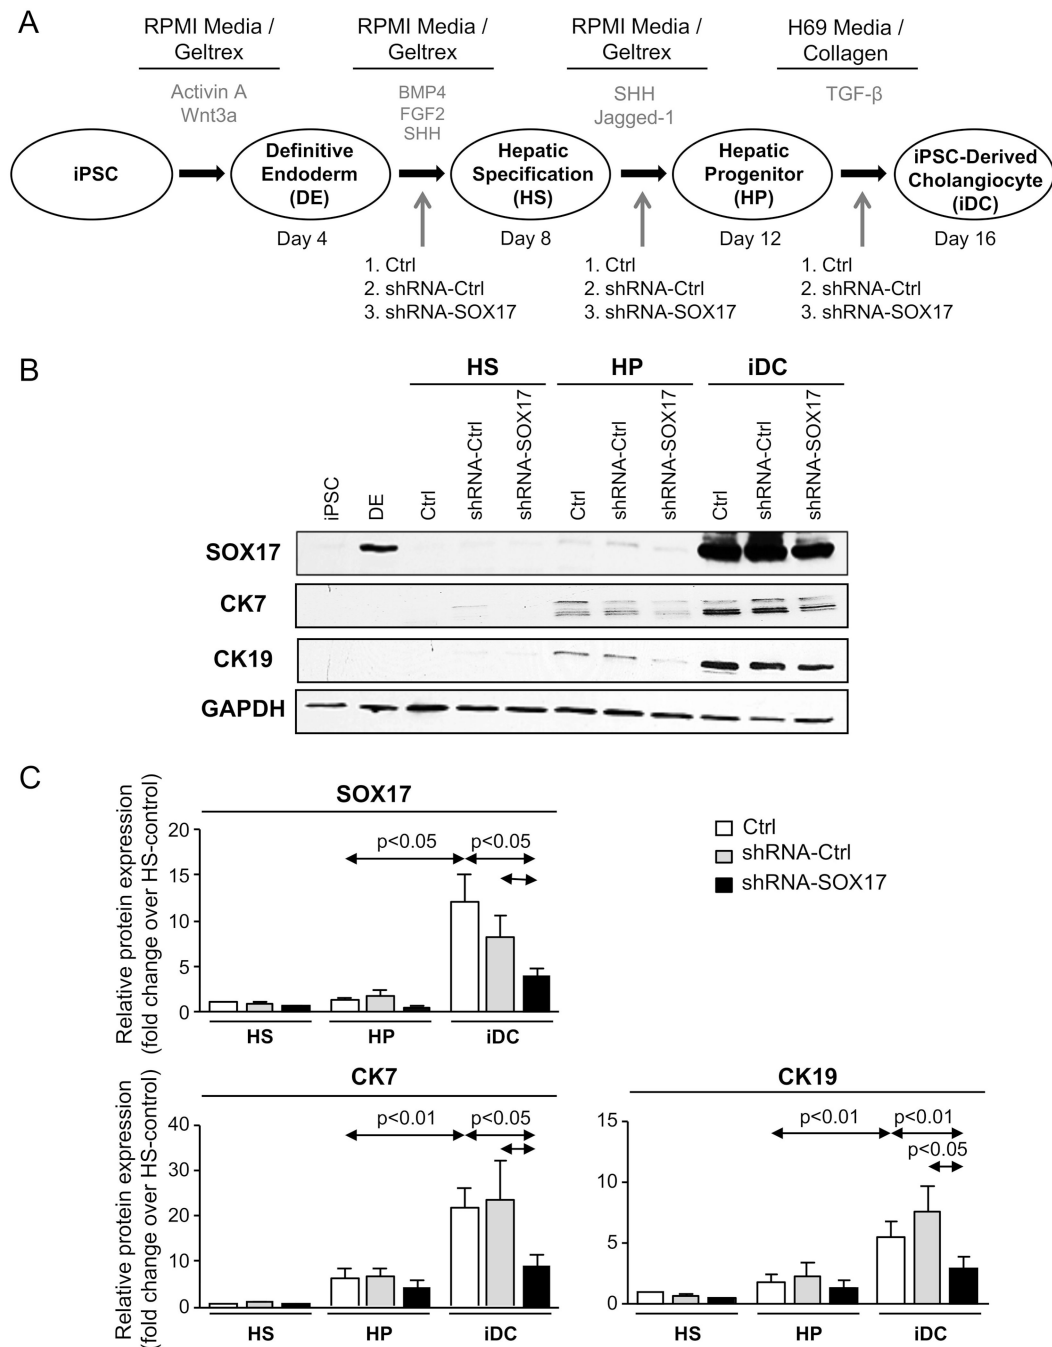 A
RPMI Media /
Geltrex
RPMI Media /
Geltrex
RPMI Media /
Geltrex
H69 Media /
Collagen
Activin A
Wnt3a
BMP4
FGF2
SHH
SHH
Jagged-1
TGF-β
iPSC
Definitive
Endoderm
(DE)
Hepatic
Specification
(HS)
Hepatic
Progenitor
(HP)
iPSC-Derived
Cholangiocyte
(iDC)
Day 4
Day 8
Day 12
Day 16
1. Ctrl
2. shRNA-Ctrl
3. shRNA-SOX17
1. Ctrl
2. shRNA-Ctrl
3. shRNA-SOX17
1. Ctrl
2. shRNA-Ctrl
3. shRNA-SOX17
B
HS
HP
iDC
iPSC
DE
Ctrl
shRNA-Ctrl
shRNA-SOX17
Ctrl
shRNA-Ctrl
shRNA-SOX17
Ctrl
shRNA-Ctrl
shRNA-SOX17
SOX17
CK7
CK19
GAPDH
C
SOX17
Relative protein expression
(fold change over HS-control)
20
15
10
5
0
p<0.05
p<0.05
HS
HP
iDC
Ctrl
shRNA-Ctrl
shRNA-SOX17
CK7
Relative protein expression
(fold change over HS-control)
40
30
20
10
0
p<0.01
p<0.05
HS
HP
iDC
CK19
15
10
5
0
p<0.01
p<0.01
p<0.05
HS
HP
iDC